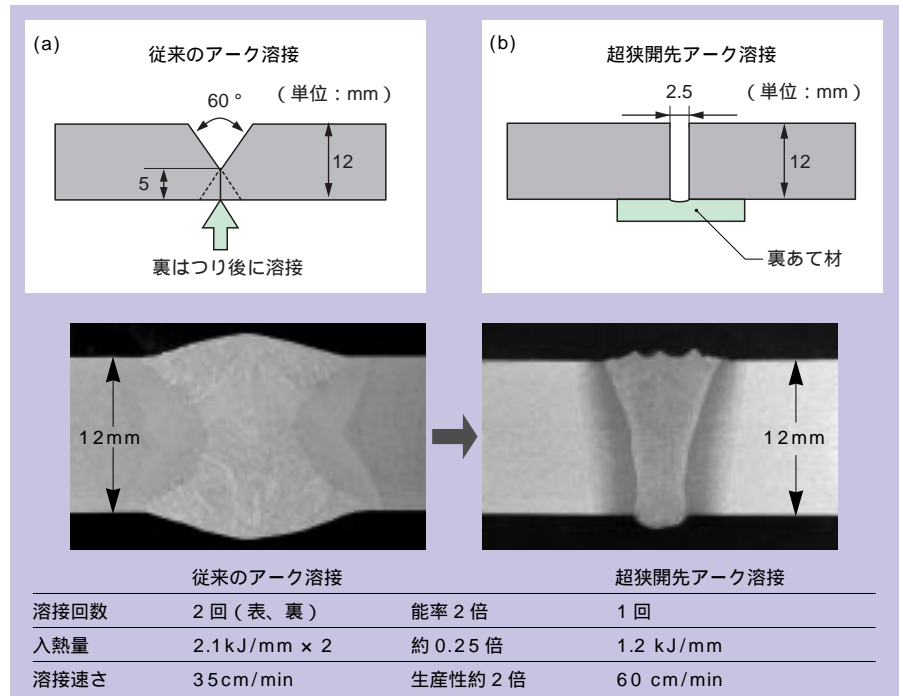 (a)
従来のアーク溶接
60°
（単位：mm）
5
12
裏はつり後に溶接
(b)
超狭開先アーク溶接
2.5
（単位：mm）
12
裏あて材
12mm
12mm
従来のアーク溶接 超狭開先アーク溶接
溶接回数 2回（表、裏） 能率2倍 1回
入熱量 2.1kJ/mm × 2 約0.25倍 1.2 kJ/mm
溶接速さ 35cm/min 生産性約2倍 60 cm/min